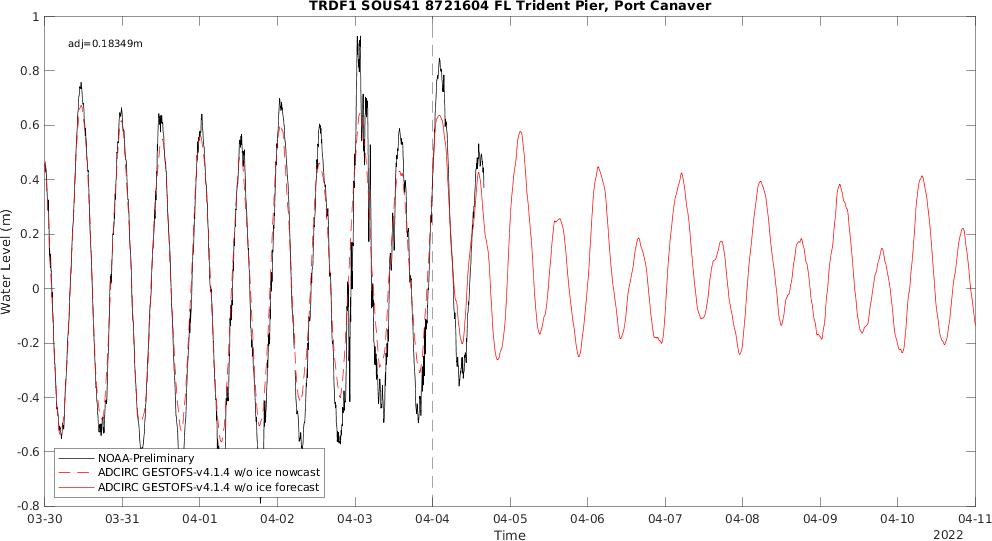 TRDF1 SOUS41 8721604 FL Trident Pier, Port Canaver
adj=0.18349m
1
0.8
0.6
0.4
0.2
0
-0.2
-0.4
-0.6
-0.8
Water Level (m)
NOAA-Preliminary
ADCIRC GESTOFS-v4.1.4 w/o ice nowcast
ADCIRC GESTOFS-v4.1.4 w/o ice forecast
03-30 03-31 04-01 04-02 04-03 04-04 04-05 04-06 04-07 04-08 04-09 04-10 04-11
Time
2022